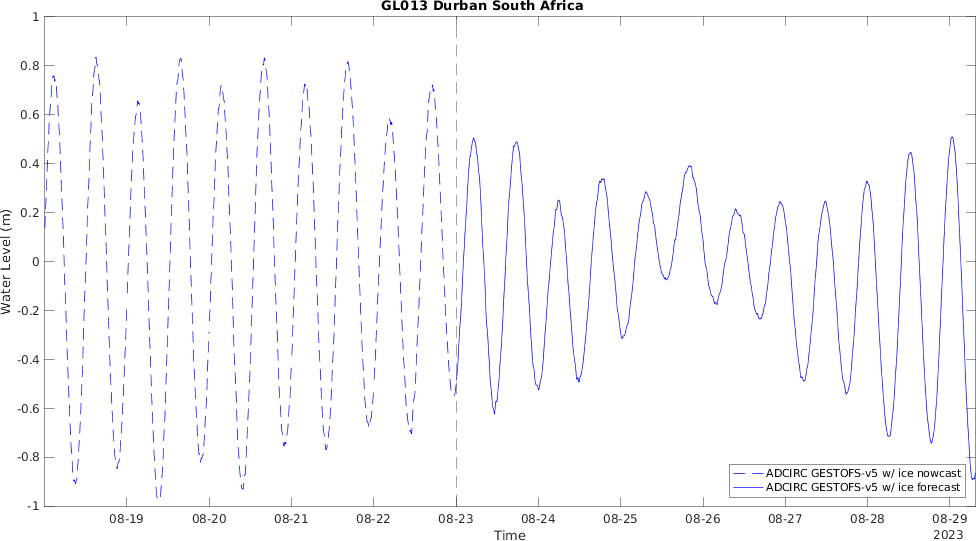 GL013 Durban South Africa
1
0.8
0.6
0.4
0.2
0
-0.2
-0.4
-0.6
-0.8
-1
Water Level (m)
ADCIRC GESTOFS-v5 w/ ice nowcast
ADCIRC GESTOFS-v5 w/ ice forecast
08-19 08-20 08-21 08-22 08-23 08-24 08-25 08-26 08-27 08-28 08-29
Time
2023